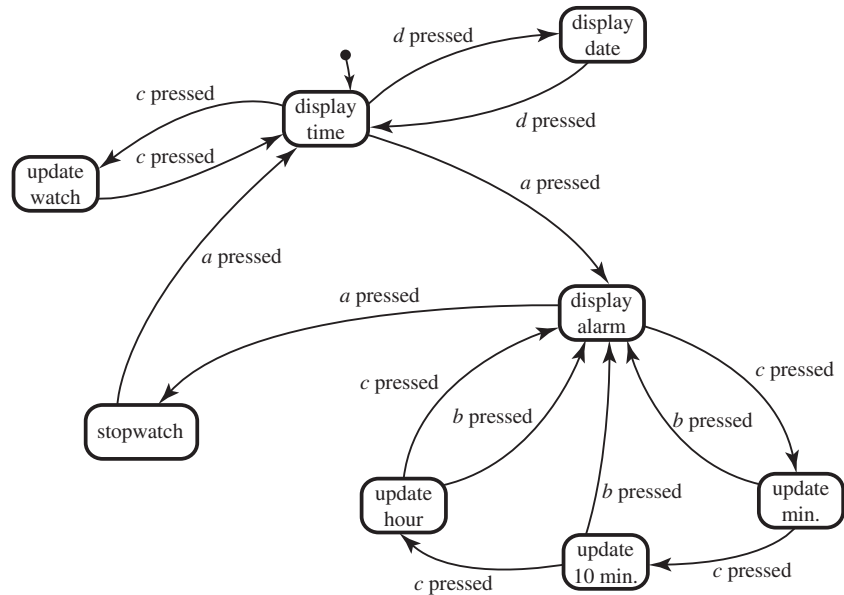 display
date
d pressed
c pressed
display
time
d pressed
c pressed
update
watch
a pressed
a pressed
a pressed
display
alarm
c pressed
c pressed
b pressed
b pressed
stopwatch
update
hour
b pressed
update
min.
update
10 min.
c pressed
c pressed